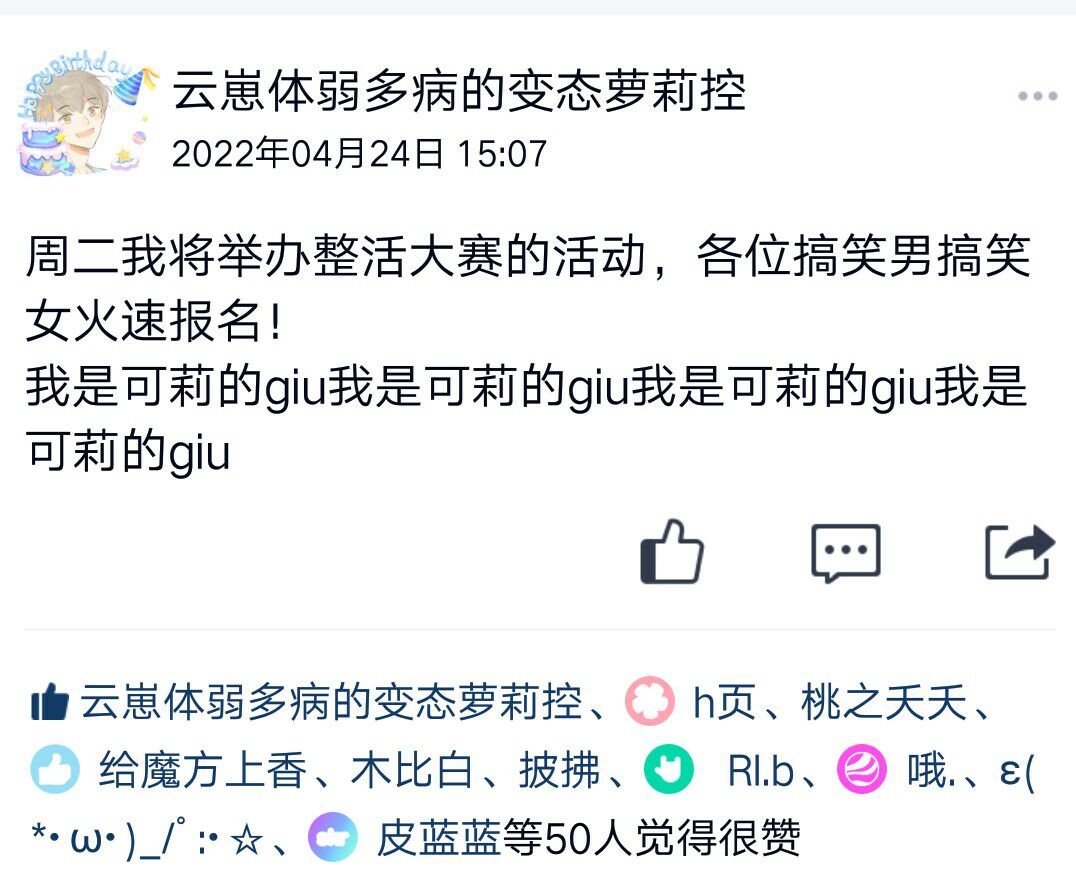 Happy Birthday
云崽体弱多病的变态萝莉控
2022年04月24日 15:07
周二我将举办整活大赛的活动，各位搞笑男搞笑
女火速报名！
我是可莉的giu我是可莉的giu我是可莉的giu我是
可莉的giu
云崽体弱多病的变态萝莉控、h页、桃之夭夭、
给魔方上香、木比白、披拂、Rl.b、哦.、ε(
*･ω･)_/ﾟ:･☆、皮蓝蓝等50人觉得很赞